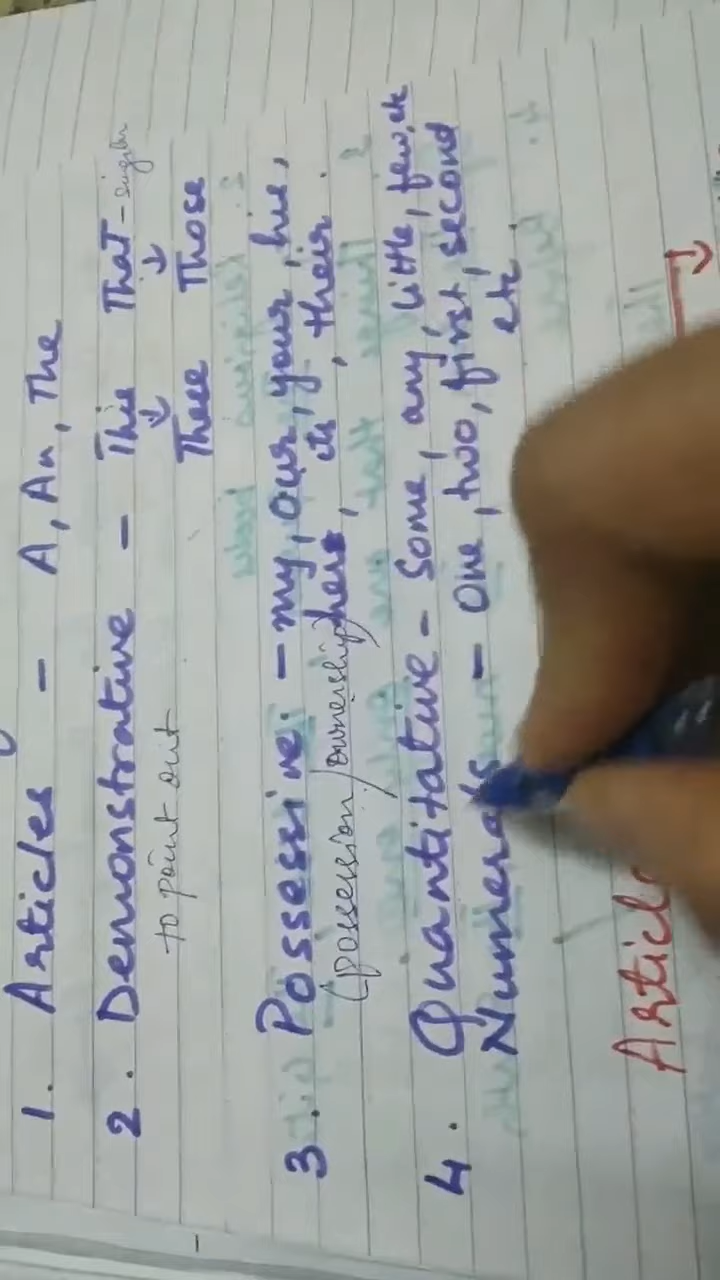 1. Articles - A, An, The
2. Demonstrative - This That - singular
↓ ↓
to point out These Those
3. Possessive. - my, our, your, his,
(possession/ownership) her, its, their.
4. Quantitative - Some, any, little, few, etc
Numerals - One, two, first, second
etc.
Article